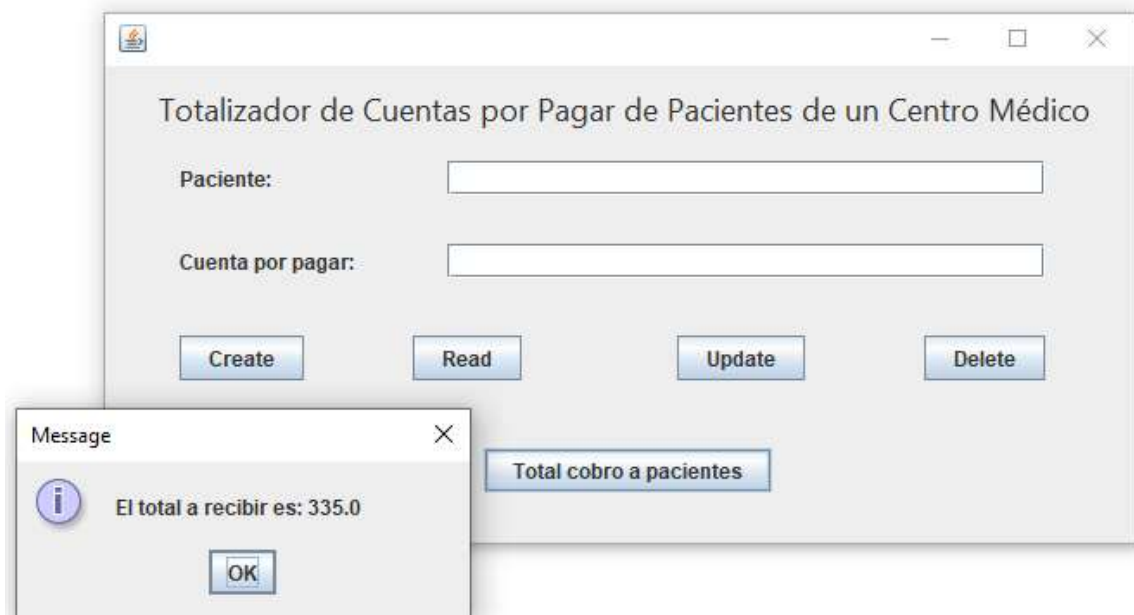 Totalizador de Cuentas por Pagar de Pacientes de un Centro Médico
Paciente:
Cuenta por pagar:
Create Read Update Delete
Total cobro a pacientes
Message
El total a recibir es: 335.0
OK